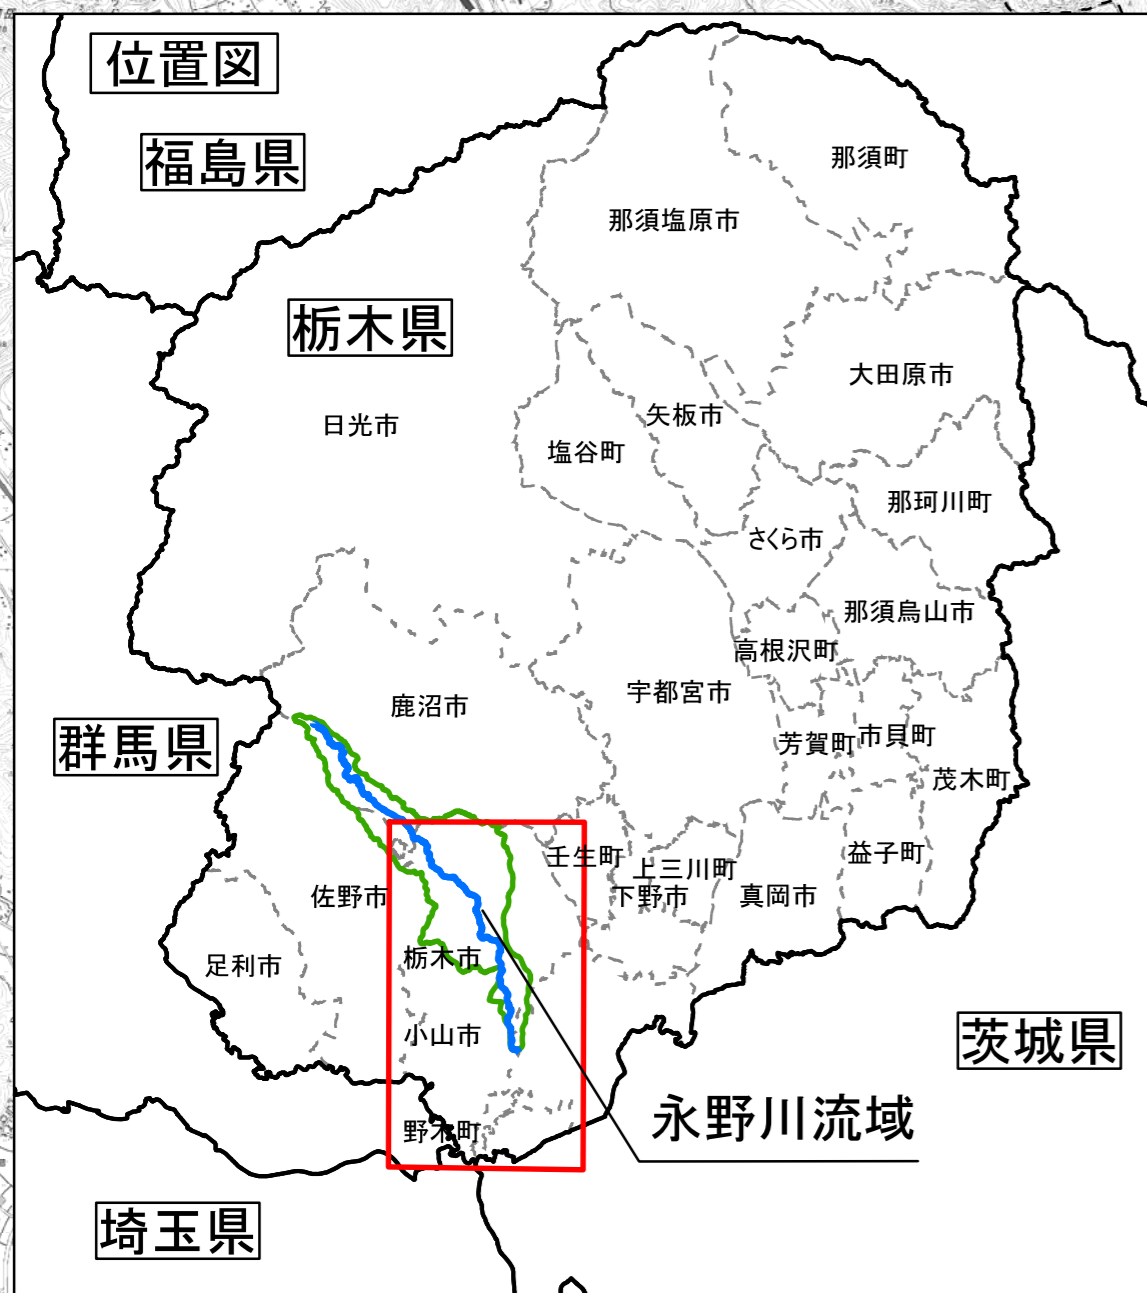 位置図
福島県
那須町
那須塩原市
栃木県
大田原市
矢板市
日光市
塩谷町
那珂川町
さくら市
那須烏山市
高根沢町
宇都宮市
鹿沼市
群馬県
芳賀町
市貝町
茂木町
壬生町
上三川町
益子町
下野市
真岡市
佐野市
栃木市
足利市
小山市
茨城県
永野川流域
野木町
埼玉県